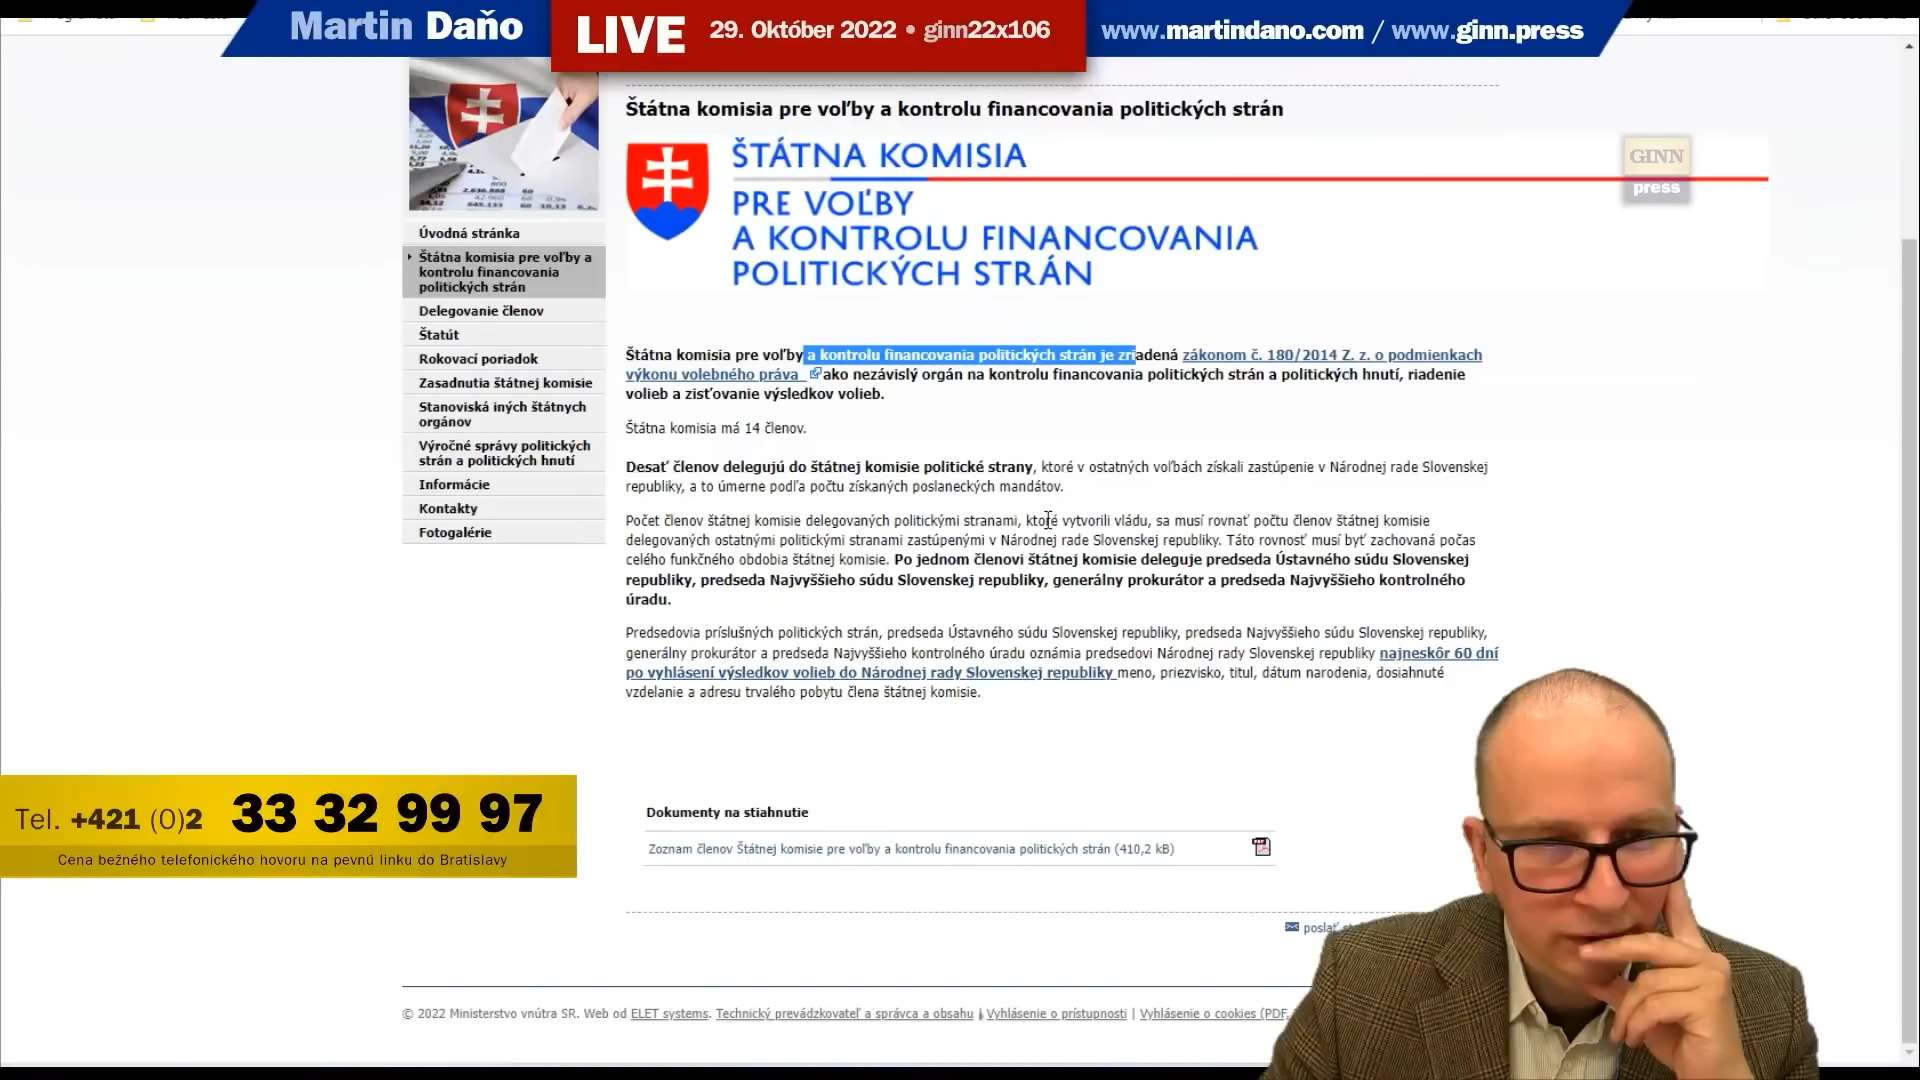 Martin Daňo
LIVE
29. Október 2022 • ginn22x106
www.martindano.com / www.ginn.press
Štátna komisia pre voľby a kontrolu financovania politických strán
ŠTÁTNA KOMISIA
PRE VOĽBY
A KONTROLU FINANCOVANIA
POLITICKÝCH STRÁN
GINN
press
Úvodná stránka
Štátna komisia pre voľby a
kontrolu financovania
politických strán
Delegovanie členov
Štatút
Rokovací poriadok
Zasadnutia štátnej komisie
Stanoviská iných štátnych
orgánov
Výročné správy politických
strán a politických hnutí
Informácie
Kontakty
Fotogalérie
Štátna komisia pre voľby a kontrolu financovania politických strán je zriadená zákonom č. 180/2014 Z. z. o podmienkach
výkonu volebného práva ako nezávislý orgán na kontrolu financovania politických strán a politických hnutí, riadenie
volieb a zisťovanie výsledkov volieb.
Štátna komisia má 14 členov.
Desať členov delegujú do štátnej komisie politické strany, ktoré v ostatných voľbách získali zastúpenie v Národnej rade Slovenskej
republiky, a to úmerne podľa počtu získaných poslaneckých mandátov.
Počet členov štátnej komisie delegovaných politickými stranami, ktoré vytvorili vládu, sa musí rovnať počtu členov štátnej komisie
delegovaných ostatnými politickými stranami zastúpenými v Národnej rade Slovenskej republiky. Táto rovnosť musí byť zachovaná počas
celého funkčného obdobia štátnej komisie. Po jednom členovi štátnej komisie deleguje predseda Ústavného súdu Slovenskej
republiky, predseda Najvyššieho súdu Slovenskej republiky, generálny prokurátor a predseda Najvyššieho kontrolného
úradu.
Predsedovia príslušných politických strán, predseda Ústavného súdu Slovenskej republiky, predseda Najvyššieho súdu Slovenskej republiky,
generálny prokurátor a predseda Najvyššieho kontrolného úradu oznámia predsedovi Národnej rady Slovenskej republiky najneskôr 60 dní
po vyhlásení výsledkov volieb do Národnej rady Slovenskej republiky meno, priezvisko, titul, dátum narodenia, dosiahnuté
vzdelanie a adresu trvalého pobytu člena štátnej komisie.
Tel. +421 (0)2 33 32 99 97
Cena bežného telefonického hovoru na pevnú linku do Bratislavy
Dokumenty na stiahnutie
Zoznam členov Štátnej komisie pre voľby a kontrolu financovania politických strán (410,2 kB)
poslať
© 2022 Ministerstvo vnútra SR. Web od ELET systems. Technický prevádzkovateľ a správca obsahu | Vyhlásenie o prístupnosti | Vyhlásenie o cookies (PDF,